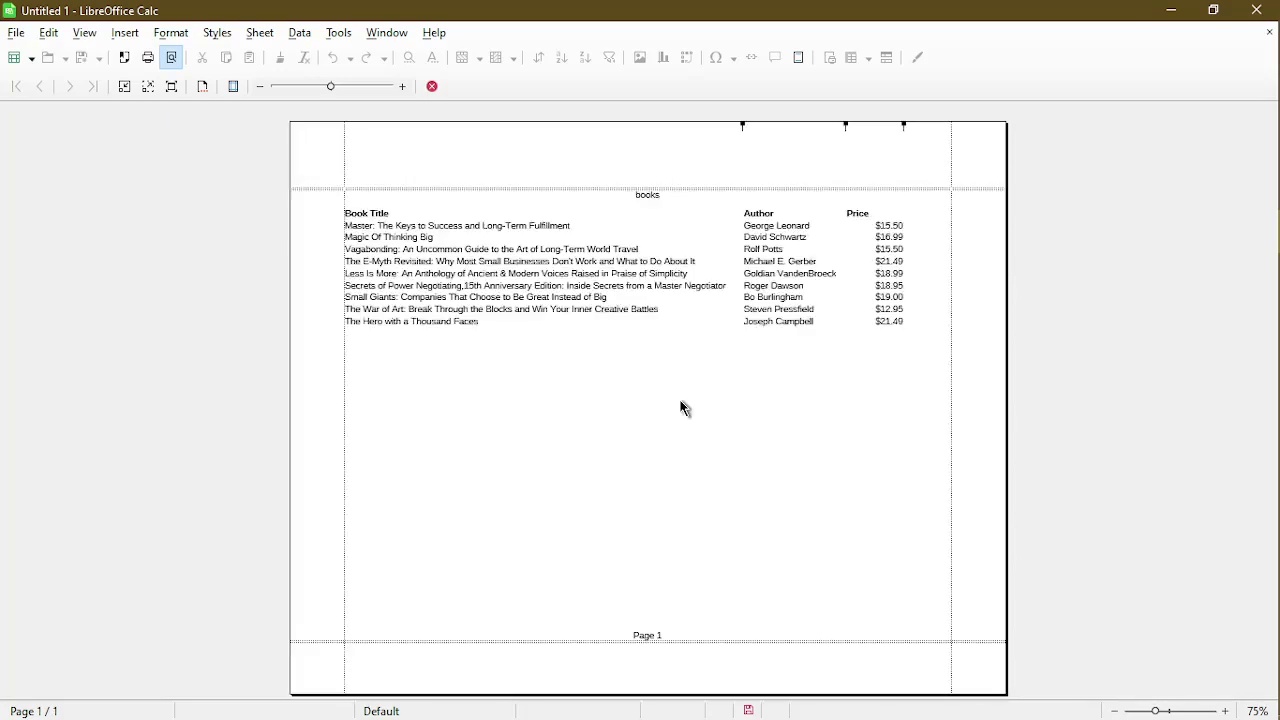 Untitled 1 - LibreOffice Calc
File Edit View Insert Format Styles Sheet Data Tools Window Help
books
Book Title Author Price
Master: The Keys to Success and Long-Term Fulfillment George Leonard $15.50
Magic Of Thinking Big David Schwartz $16.99
Vagabonding: An Uncommon Guide to the Art of Long-Term World Travel Rolf Potts $15.50
The E-Myth Revisited: Why Most Small Businesses Don't Work and What to Do About It Michael E. Gerber $21.49
Less Is More: An Anthology of Ancient & Modern Voices Raised in Praise of Simplicity Goldian VandenBroeck $18.99
Secrets of Power Negotiating,15th Anniversary Edition: Inside Secrets from a Master Negotiator Roger Dawson $18.95
Small Giants: Companies That Choose to Be Great Instead of Big Bo Burlingham $19.00
The War of Art: Break Through the Blocks and Win Your Inner Creative Battles Steven Pressfield $12.95
The Hero with a Thousand Faces Joseph Campbell $21.49
Page 1
Page 1 / 1 Default 75%